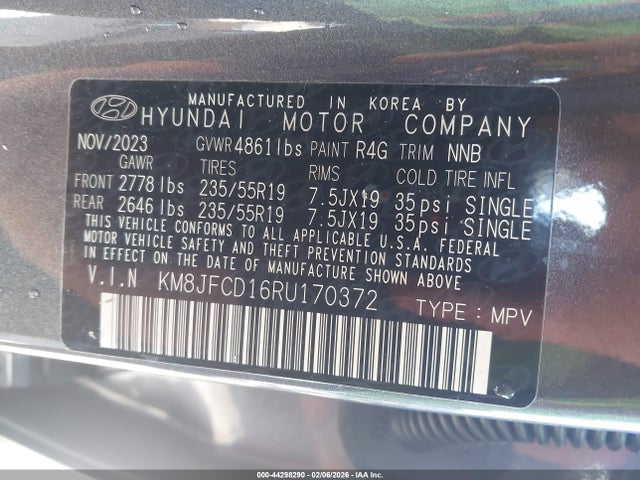 MANUFACTURED IN KOREA BY
HYUNDAI MOTOR COMPANY
NOV/2023 GVWR 4861lbs PAINT R4G TRIM NNB
GAWR TIRES RIMS COLD TIRE INFL
FRONT 2778 lbs 235/55R19 7.5JX19 35psi SINGLE
REAR 2646 lbs 235/55R19 7.5JX19 35psi SINGLE
THIS VEHICLE CONFORMS TO ALL APPLICABLE U.S.A. FEDERAL
MOTOR VEHICLE SAFETY AND THEFT PREVENTION STANDARDS
IN EFFECT ON THE DATE OF MANUFACTURE SHOWN ABOVE
V.I.N KM8JFCD16RU170372 TYPE : MPV
000-44298290 - 02/06/2026 - IAA Inc.